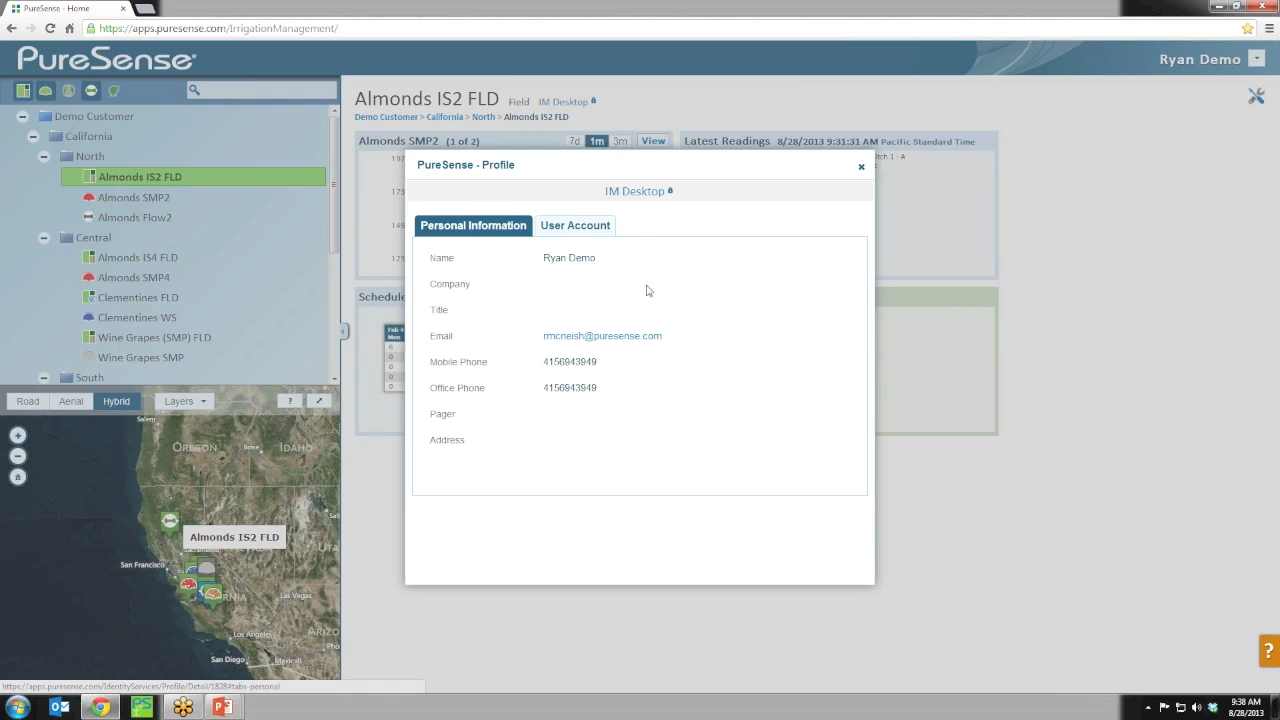 PureSense - Home
https://apps.puresense.com/IrrigationManagement/
PureSense
Ryan Demo
Demo Customer
California
North
Almonds IS2 FLD
Almonds SMP2
Almonds Flow2
Central
Almonds IS4 FLD
Almonds SMP4
Clementines FLD
Clementines WS
Wine Grapes (SMP) FLD
Wine Grapes SMP
South
Almonds IS2 FLD Field IM Desktop
Demo Customer > California > North > Almonds IS2 FLD
Almonds SMP2 (1 of 2) 7d 1m 3m View
Latest Readings 8/28/2013 9:31:31 AM Pacific Standard Time
PureSense - Profile
IM Desktop
Personal Information User Account
Name Ryan Demo
Company
Title
Email rmcneish@puresense.com
Mobile Phone 4156943949
Office Phone 4156943949
Pager
Address
Road Aerial Hybrid Layers ?
Salem
OREGON
Boise
IDAHO
Almonds IS2 FLD
Sacramento
San Francisco
Las Vegas
Los Angeles
ARIZO
San Diego
Mexicali
?
https://apps.puresense.com/IdentityServices/Profile/Detail/1828#tabs-personal
9:38 AM
8/28/2013